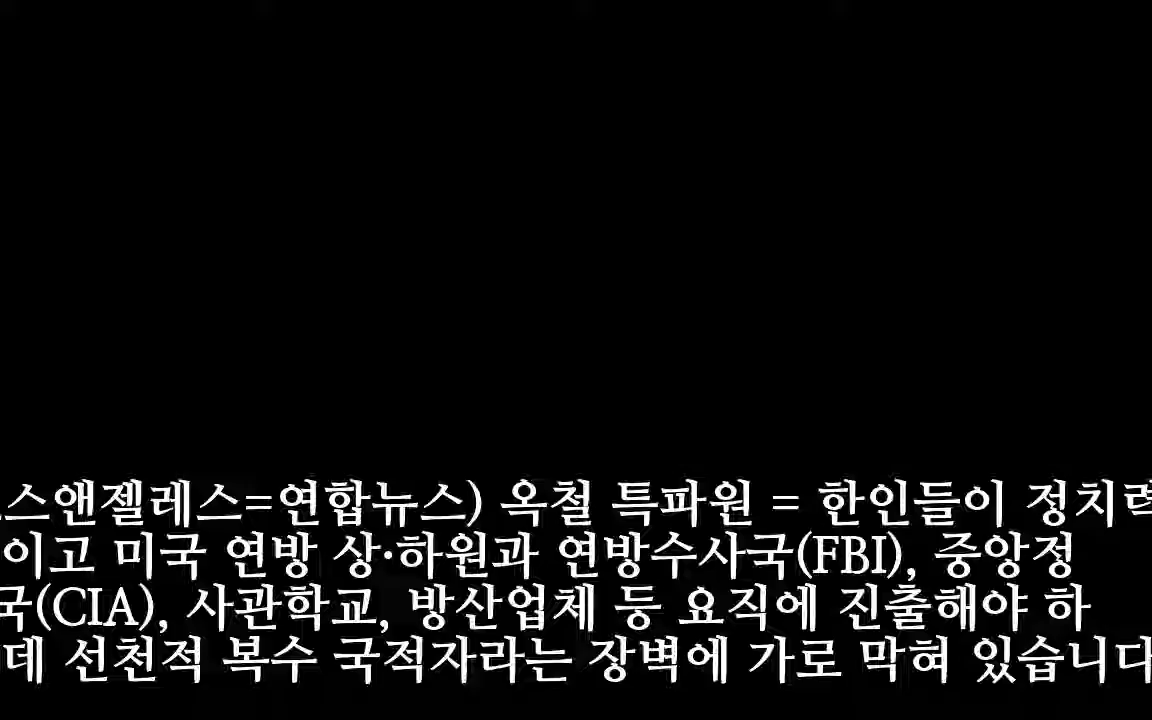 스앤젤레스=연합뉴스) 옥철 특파원 = 한인들이 정치력
이고 미국 연방 상·하원과 연방수사국(FBI), 중앙정
국(CIA), 사관학교, 방산업체 등 요직에 진출해야 하
데 선천적 복수 국적자라는 장벽에 가로 막혀 있습니다